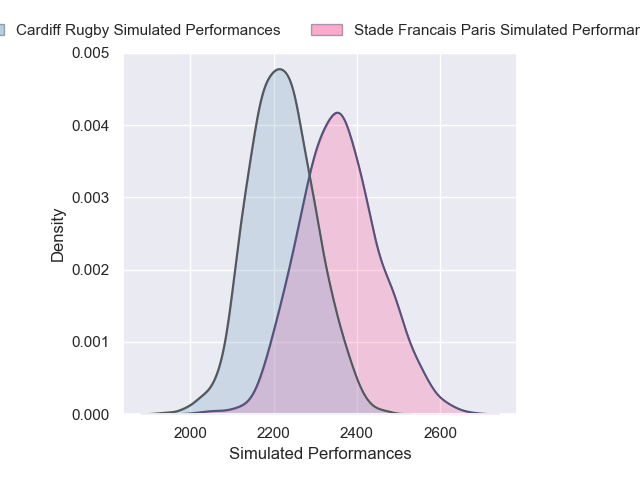 Cardiff Rugby Simulated Performances Stade Francais Paris Simulated
0.005
0.004
0.003
0.002
0.001
0.000
Density
2000 2200 2400 2600
Simulated Performances